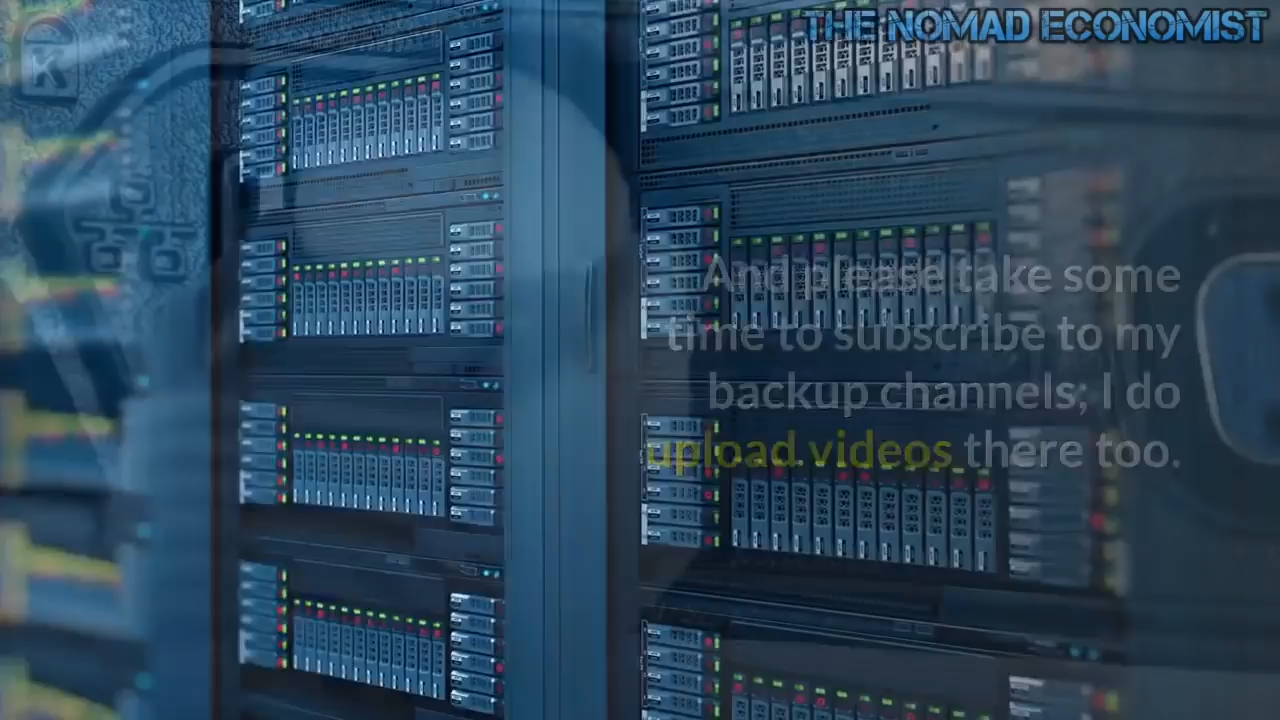 THE NOMAD ECONOMIST
K
And please take some
time to subscribe to my
backup channels; I do
upload videos there too.